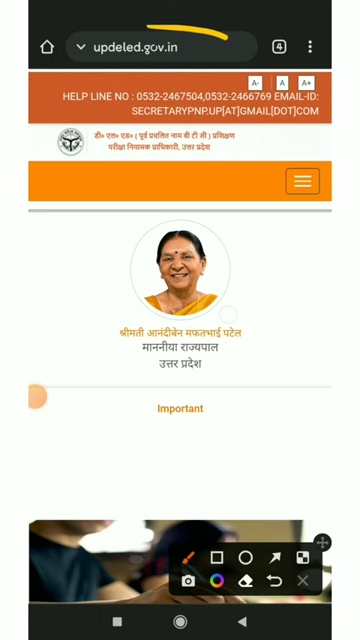 updeled.gov.in
4
A- A A+
HELP LINE NO : 0532-2467504,0532-2466769 EMAIL-ID:
SECRETARYPNP.UP[AT]GMAIL[DOT]COM
डी० एल० एड० ( पूर्व प्रचलित नाम बी टी सी ) प्रशिक्षण
परीक्षा नियामक प्राधिकारी, उत्तर प्रदेश
श्रीमती आनंदीबेन मफतभाई पटेल
माननीया राज्यपाल
उत्तर प्रदेश
Important